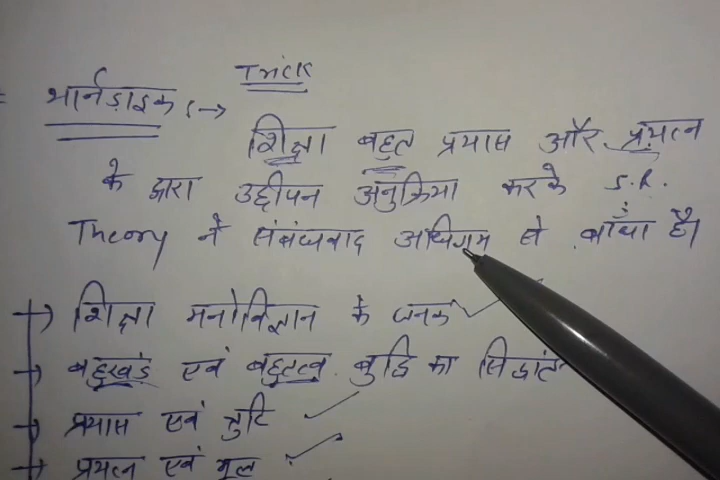 Trick
थार्नडाइक :→
शिक्षा बहुत प्रयास और प्रयत्न
के द्वारा उद्दीपन अनुक्रिया करके S.R.
Theory ने संबंधवाद अधिगम से बाँधा है।
→ शिक्षा मनोविज्ञान के जनक
→ बहुखंड एवं बहुतत्व बुद्धि का सिद्धांत
→ प्रयास एवं त्रुटि
→ प्रयत्न एवं भूल